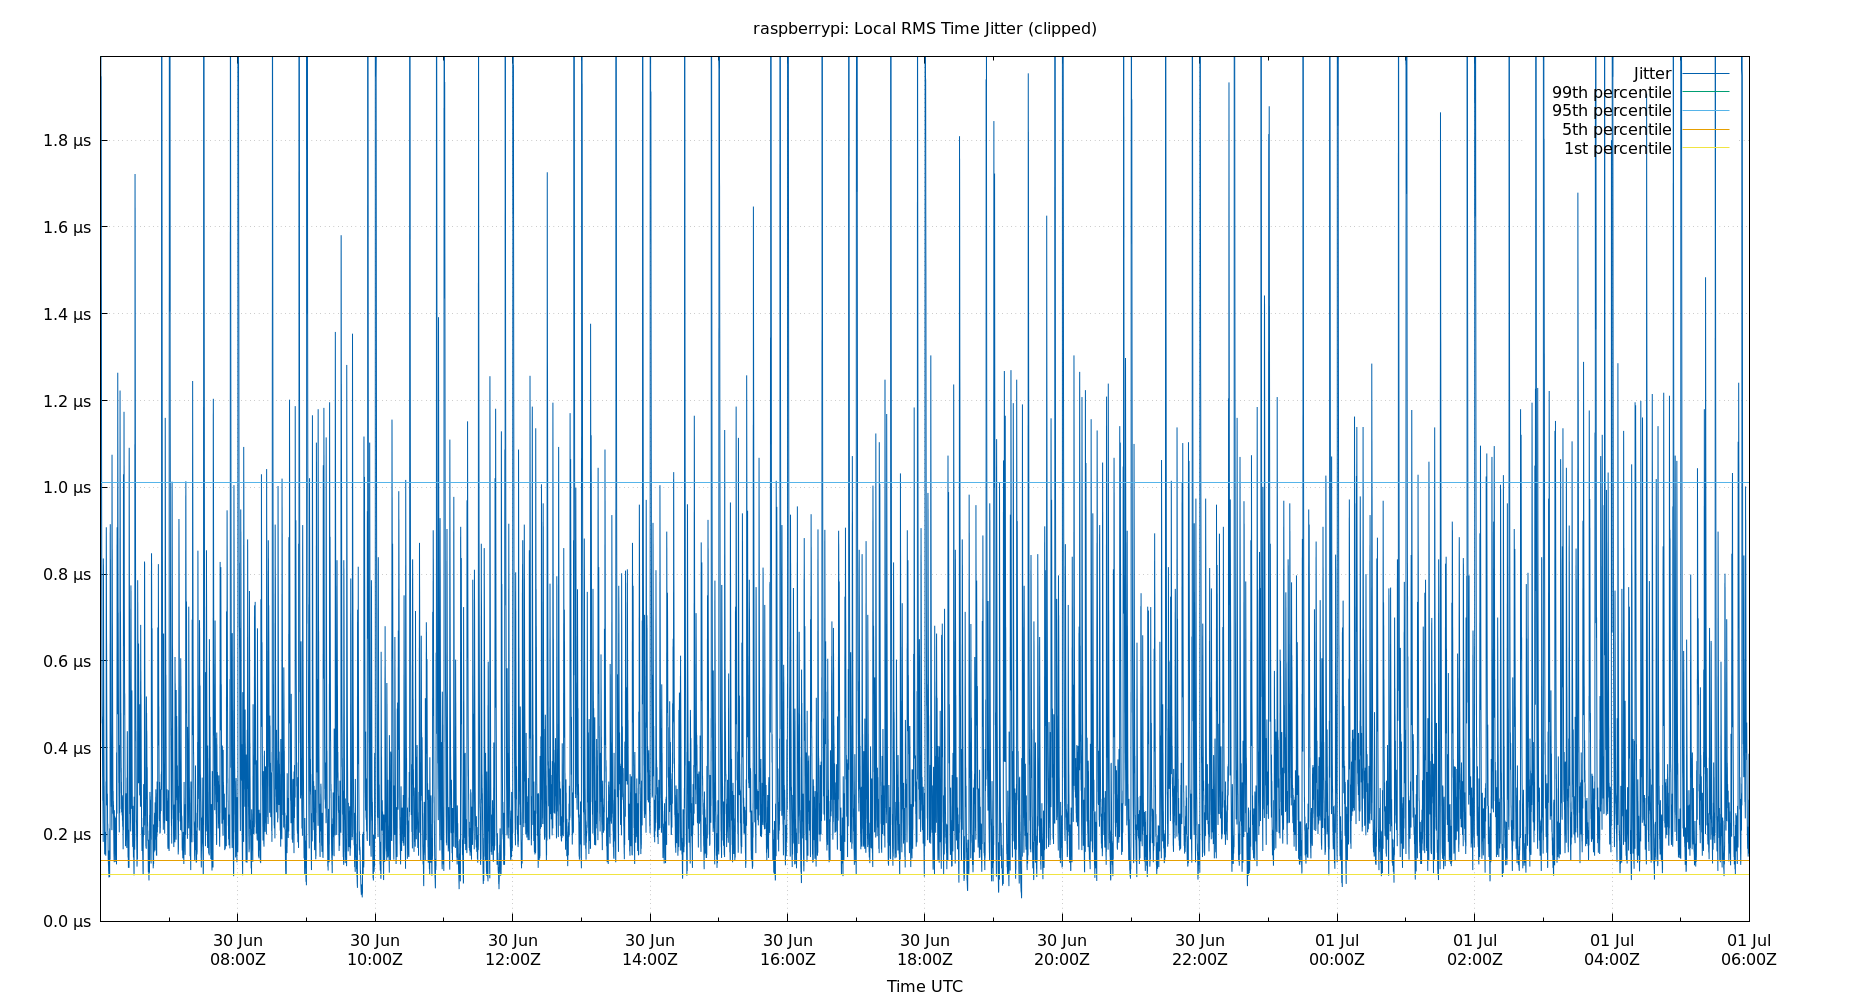 raspberrypi: Local RMS Time Jitter (clipped)
Jitter
99th percentile
95th percentile
5th percentile
1st percentile
1.8 µs
1.6 µs
1.4 µs
1.2 µs
1.0 µs
0.8 µs
0.6 µs
0.4 µs
0.2 µs
0.0 µs
30 Jun 30 Jun 30 Jun 30 Jun 30 Jun 30 Jun 30 Jun 30 Jun 01 Jul 01 Jul 01 Jul 01 Jul
08:00Z 10:00Z 12:00Z 14:00Z 16:00Z 18:00Z 20:00Z 22:00Z 00:00Z 02:00Z 04:00Z 06:00Z
Time UTC